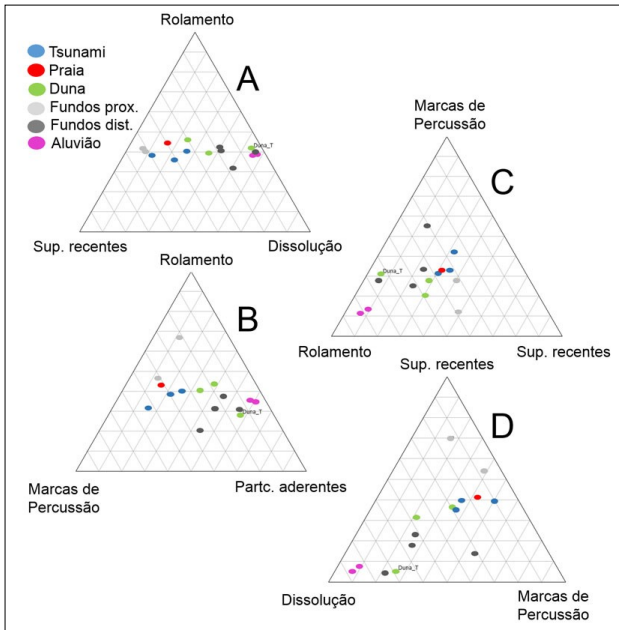 Rolamento
Tsunami
Praia
Duna
Fundos prox.
Fundos dist.
Aluvião
A
Duna_T
Sup. recentes
Dissolução
Marcas de
Percussão
C
Duna_T
Rolamento
Sup. recentes
Rolamento
B
Duna_T
Marcas de
Percussão
Partc. aderentes
Sup. recentes
D
Duna_T
Dissolução
Marcas de
Percussão